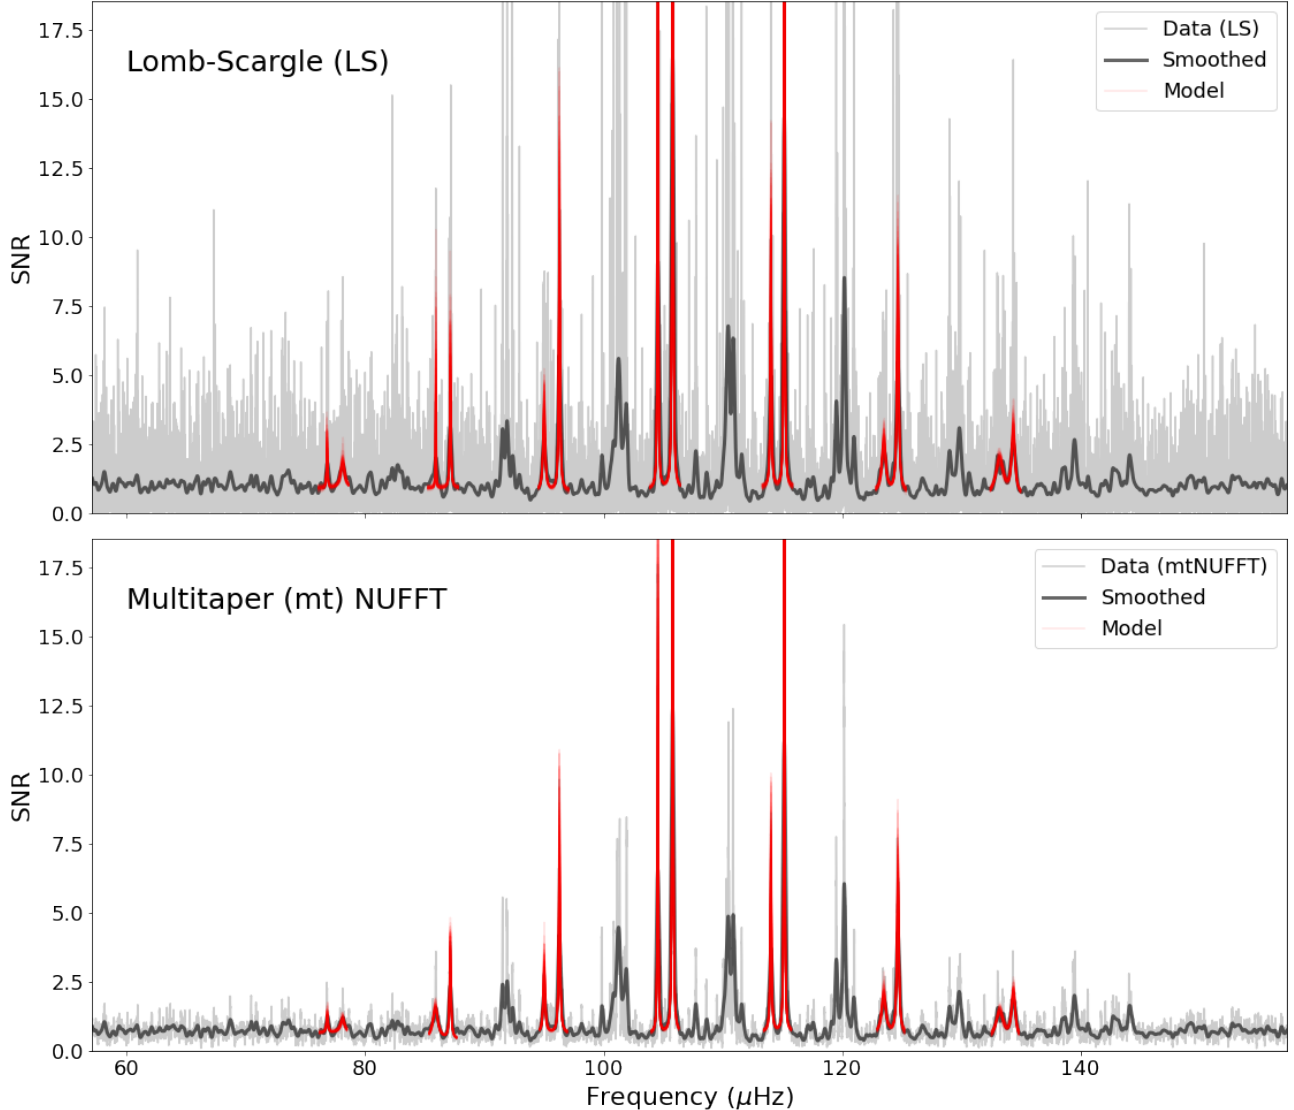 17.5
15.0
12.5
10.0
7.5
5.0
2.5
0.0
SNR
Lomb-Scargle (LS)
Data (LS)
Smoothed
Model
17.5
15.0
12.5
10.0
7.5
5.0
2.5
0.0
SNR
Multitaper (mt) NUFFT
Data (mtNUFFT)
Smoothed
Model
60 80 100 120 140
Frequency (μHz)